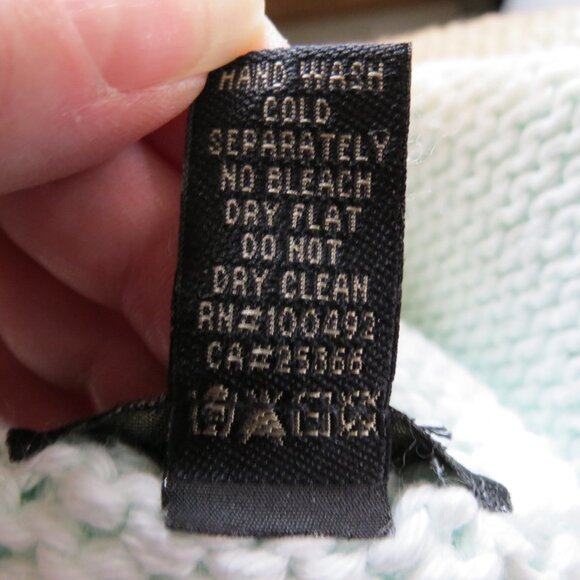 HAND WASH
COLD
SEPARATELY
NO BLEACH
DRY FLAT
DO NOT
DRY CLEAN
RN#100492
CA#25366